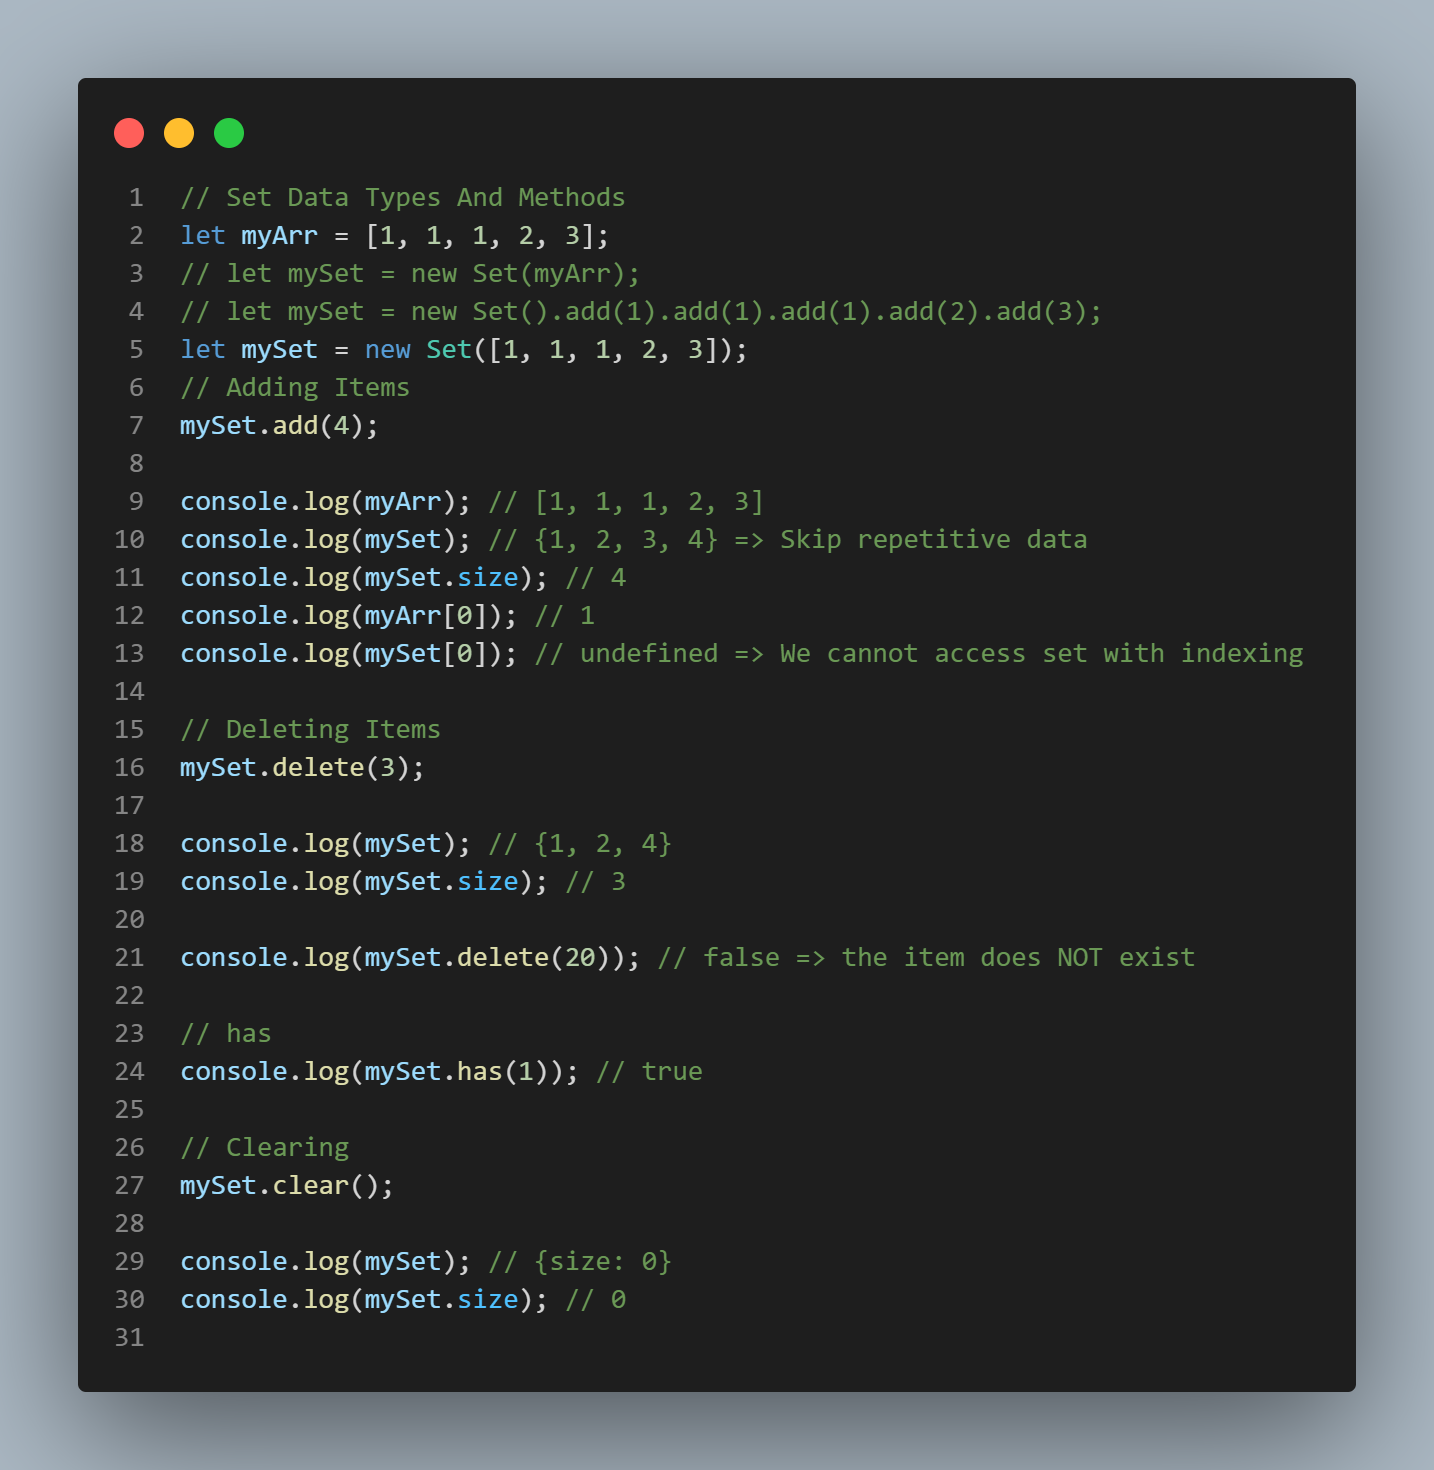 1 // Set Data Types And Methods
2 let myArr = [1, 1, 1, 2, 3];
3 // let mySet = new Set(myArr);
4 // let mySet = new Set().add(1).add(1).add(1).add(2).add(3);
5 let mySet = new Set([1, 1, 1, 2, 3]);
6 // Adding Items
7 mySet.add(4);
8
9 console.log(myArr); // [1, 1, 1, 2, 3]
10 console.log(mySet); // {1, 2, 3, 4} => Skip repetitive data
11 console.log(mySet.size); // 4
12 console.log(myArr[0]); // 1
13 console.log(mySet[0]); // undefined => We cannot access set with indexing
14
15 // Deleting Items
16 mySet.delete(3);
17
18 console.log(mySet); // {1, 2, 4}
19 console.log(mySet.size); // 3
20
21 console.log(mySet.delete(20)); // false => the item does NOT exist
22
23 // has
24 console.log(mySet.has(1)); // true
25
26 // Clearing
27 mySet.clear();
28
29 console.log(mySet); // {size: 0}
30 console.log(mySet.size); // 0
31